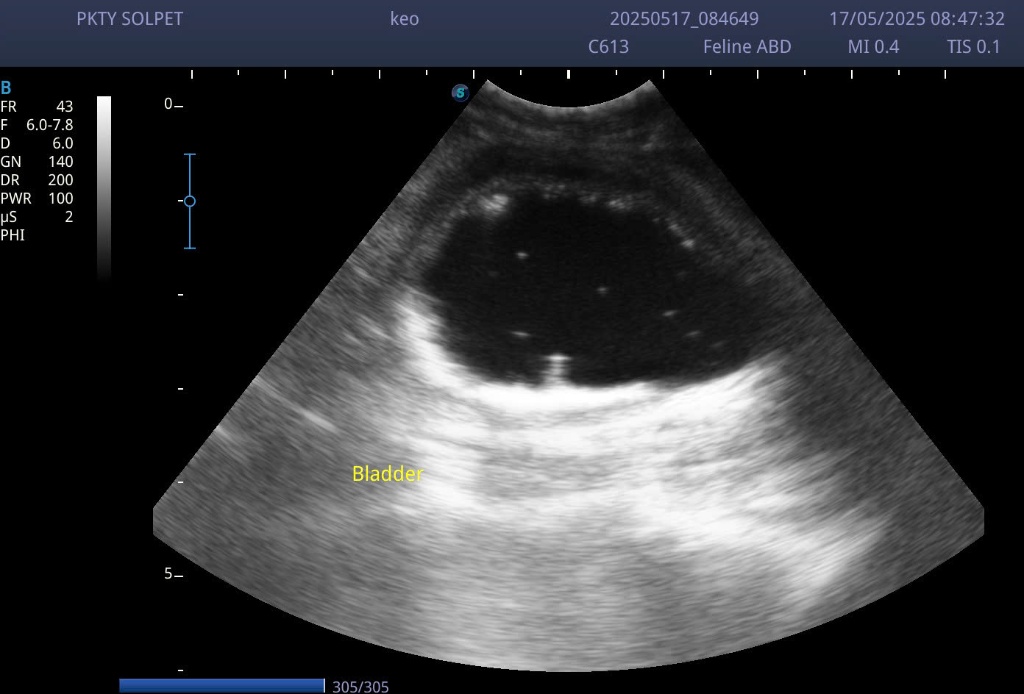 PKTY SOLPET keo 20250517_084649 17/05/2025 08:47:32
C613 Feline ABD MI 0.4 TIS 0.1
B
FR 43
F 6.0-7.8
D 6.0
GN 140
DR 200
PWR 100
µS 2
PHI
S
0
Bladder
5
305/305